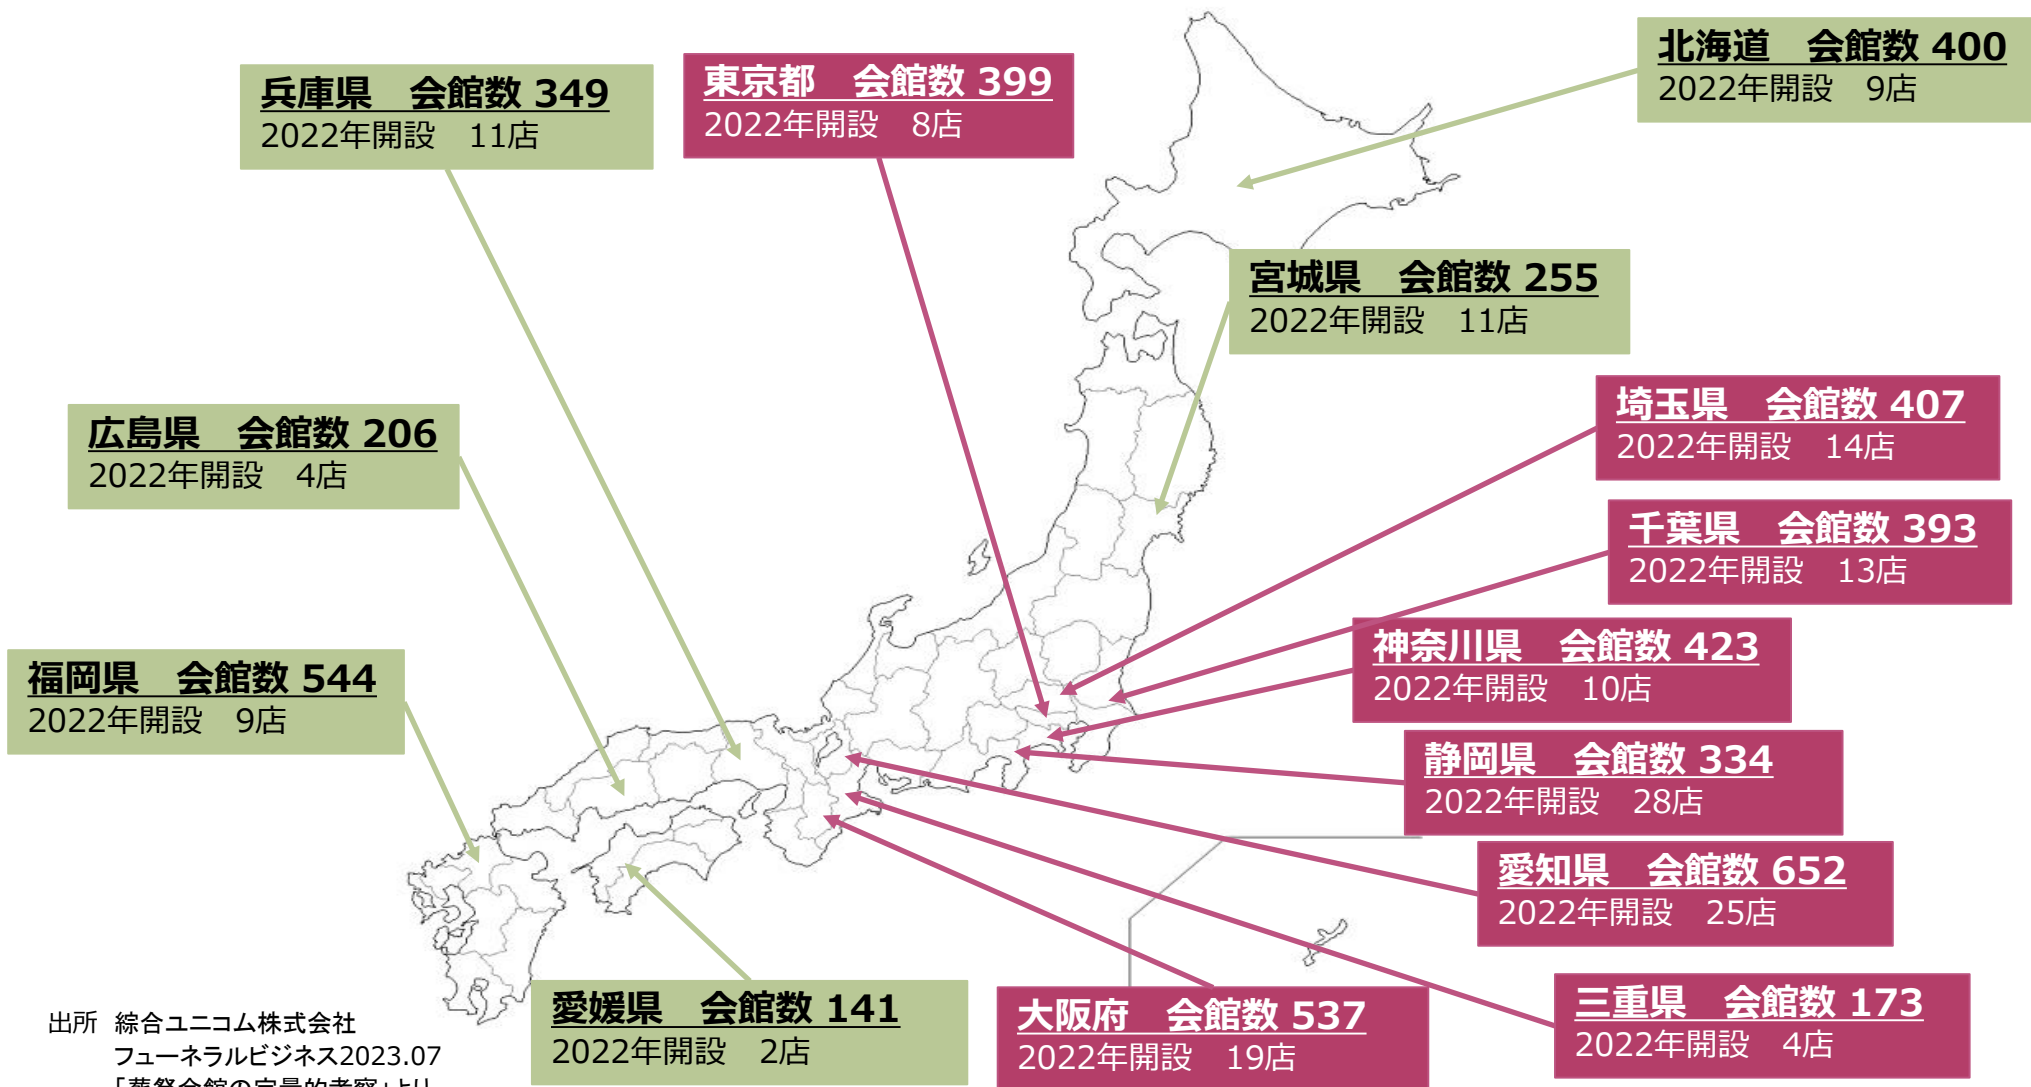 北海道　会館数 400
2022年開設　9店
東京都　会館数 399
2022年開設　8店
兵庫県　会館数 349
2022年開設　11店
宮城県　会館数 255
2022年開設　11店
埼玉県　会館数 407
2022年開設　14店
広島県　会館数 206
2022年開設　4店
千葉県　会館数 393
2022年開設　13店
神奈川県　会館数 423
2022年開設　10店
福岡県　会館数 544
2022年開設　9店
静岡県　会館数 334
2022年開設　28店
愛知県　会館数 652
2022年開設　25店
三重県　会館数 173
2022年開設　4店
愛媛県　会館数 141
2022年開設　2店
大阪府　会館数 537
2022年開設　19店
出所 綜合ユニコム株式会社
フューネラルビジネス2023.07
「葬祭会館の定量的考察」より